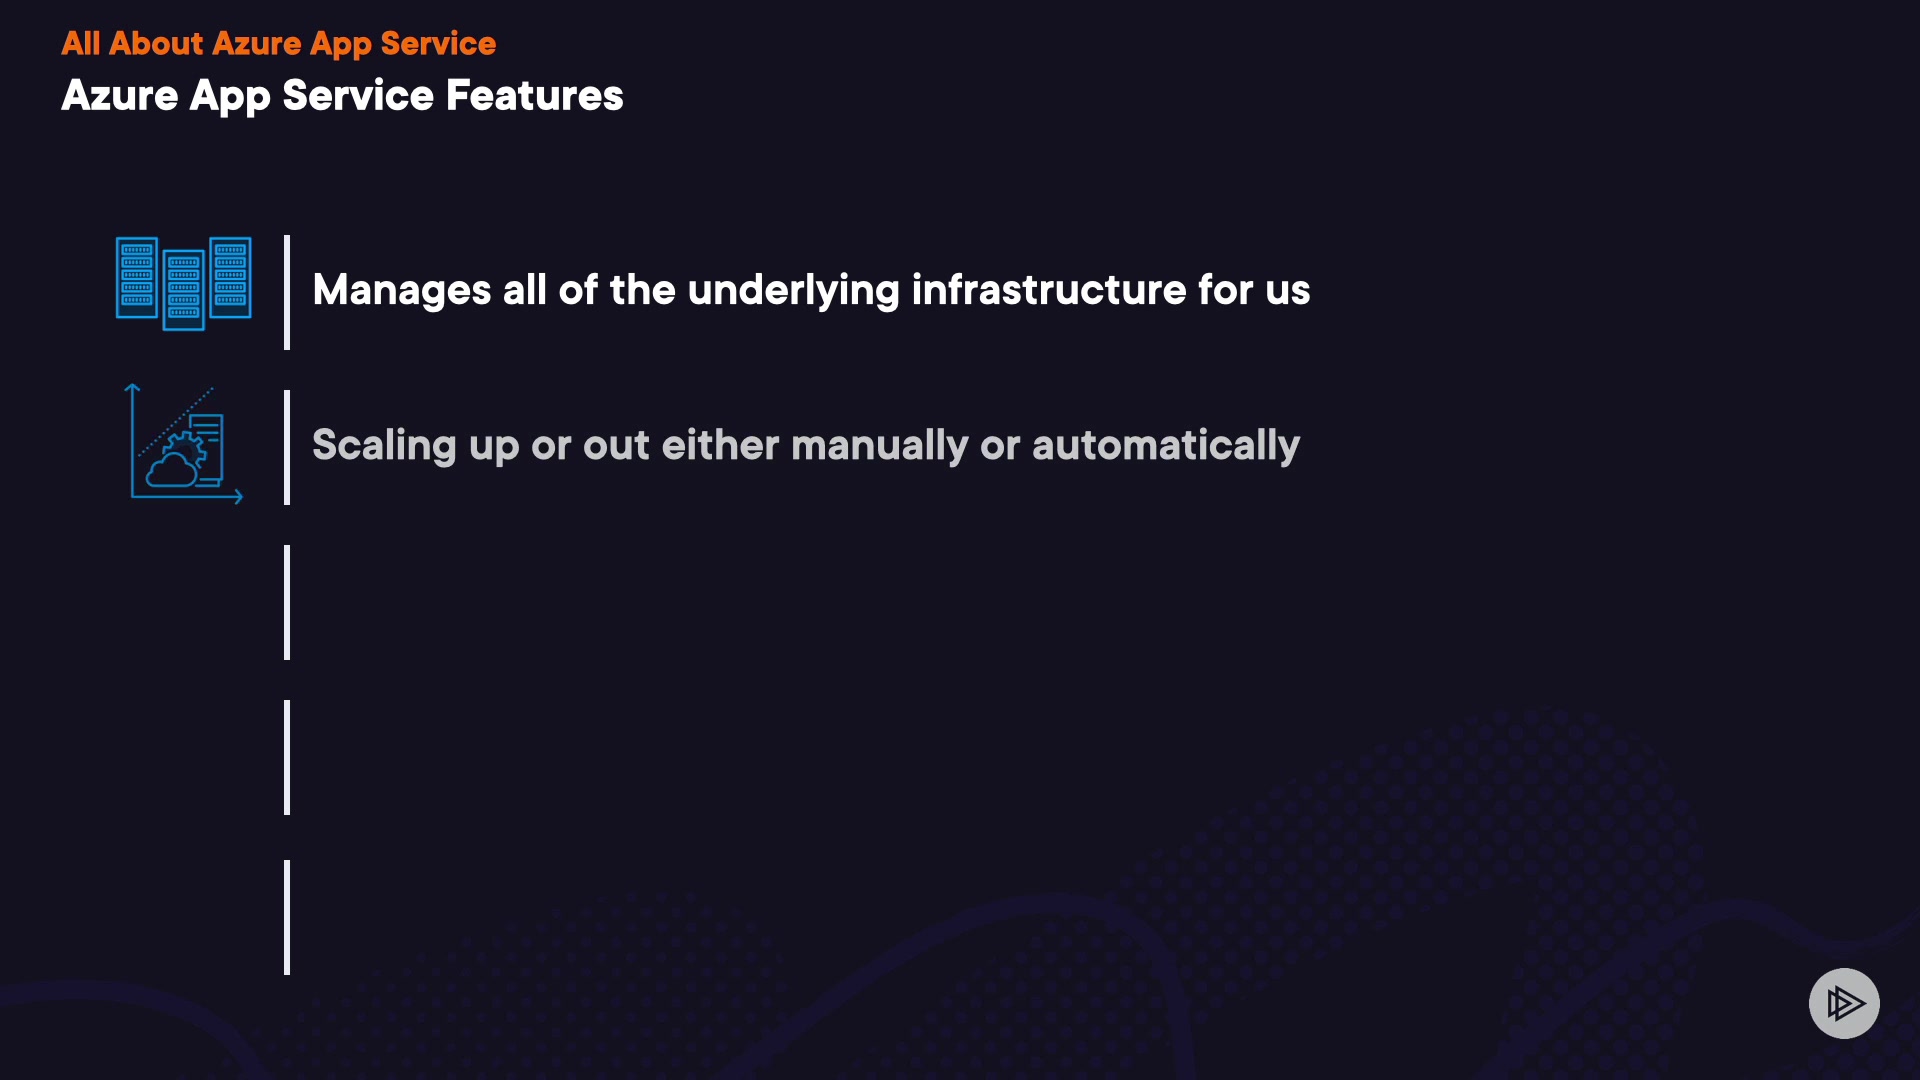 All About Azure App Service
Azure App Service Features
Manages all of the underlying infrastructure for us
Scaling up or out either manually or automatically